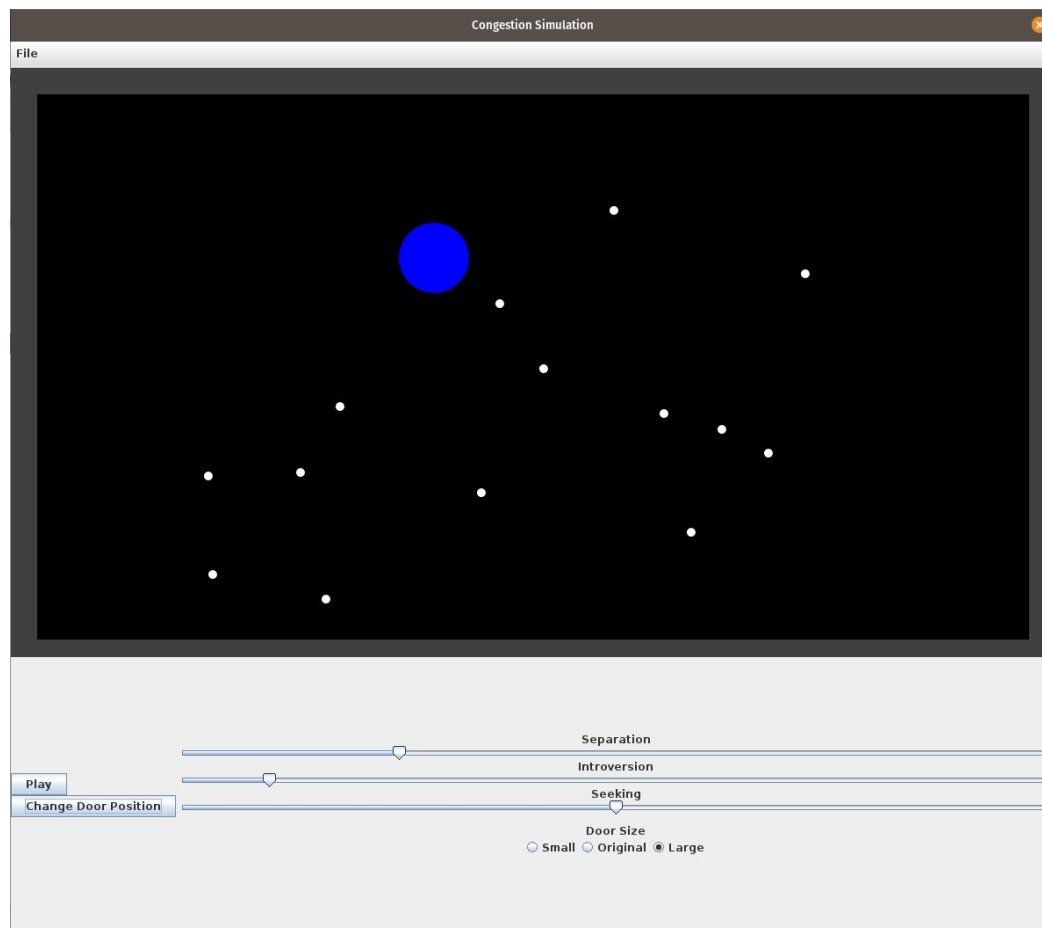 Congestion Simulation
File
Separation
Introversion
Play
Seeking
Change Door Position
Door Size
Small Original Large